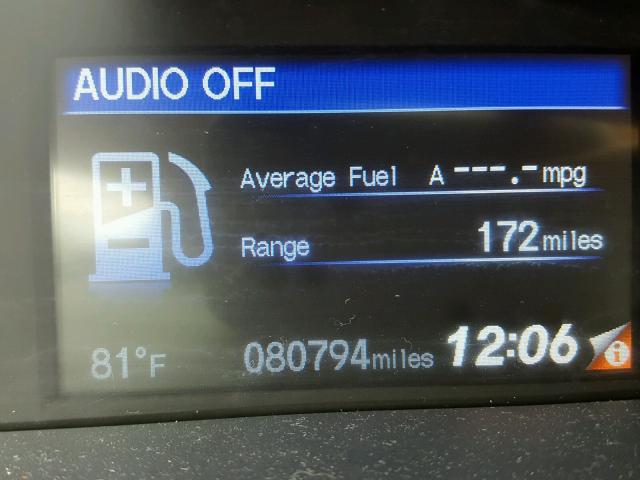 AUDIO OFF
Average Fuel A ---.- mpg
Range 172 miles
81°F 080794 miles 12:06 i